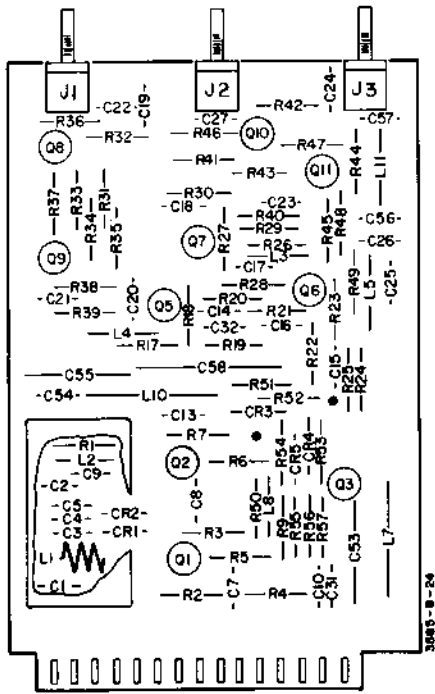 J1 J2 J3
C22 C19 C27 R42 C24 C57
R36 R32 R46 Q10 R47 R44
Q8 R41 R43 Q11 L11
R37 R33 R34 R31 R35 R30 C18 C23 R40 R29 R45 R48 C56
Q9 Q7 R27 R26 L3 C17 C26
R38 C21 R39 C20 Q5 R18 R28 R20 C14 R21 Q6 R23 R49 L5 C25
L4 R17 C32 C16 R19 R22 C15
C55 C58 R25 R24
C54 L10 R51 R52
C13 CR3
R1 R7 R54 CR4 R53
L2 C9 Q2 R6 CR5
C2 C8 R50 L8 Q3
C5 C4 C3 CR2 CR1 R3 R9 R55 R56 R57 C53 L7
L1 Q1 R5
C1 R2 C7 R4 C10 C31
3585-B-24